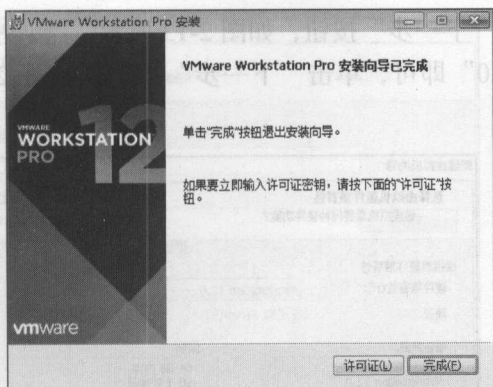 VMware Workstation Pro 安装
VMware Workstation Pro 安装向导已完成
VMWARE
WORKSTATION
PRO
12
单击“完成”按钮退出安装向导。
如果要立即输入许可证密钥，请按下面的“许可证”按
钮。
vmware
许可证(L)
完成(F)